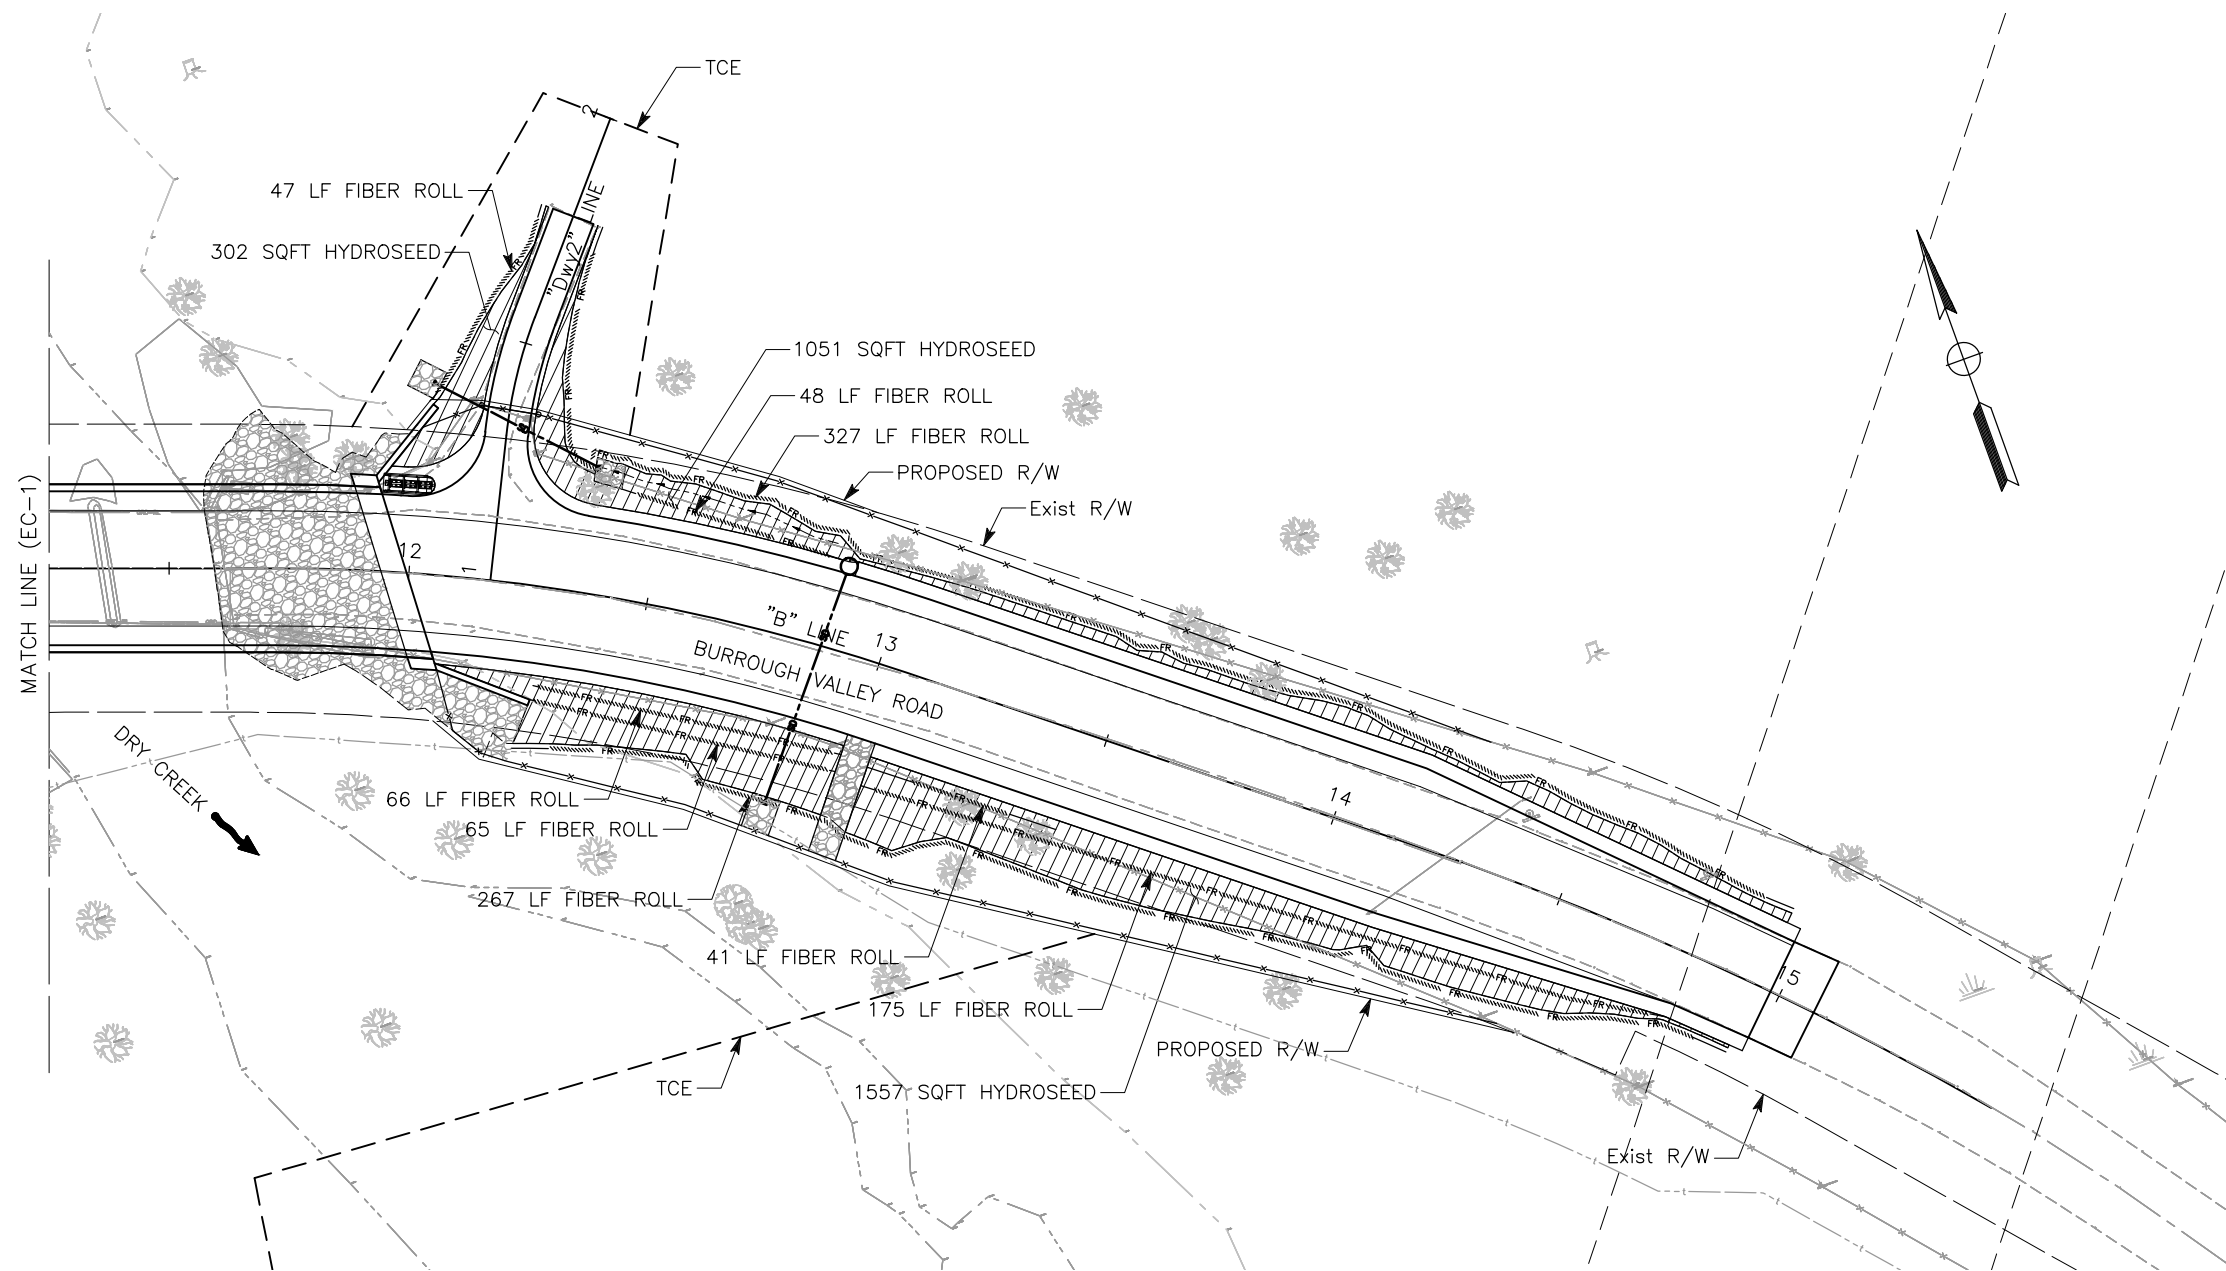 TCE
2
47 LF FIBER ROLL
"Dwy2" LINE
302 SQFT HYDROSEED
FR
1
1051 SQFT HYDROSEED
48 LF FIBER ROLL
327 LF FIBER ROLL
PROPOSED R/W
Exist R/W
MATCH LINE (EC-1)
12
1
"B" LINE
13
BURROUGH VALLEY ROAD
DRY CREEK
14
66 LF FIBER ROLL
65 LF FIBER ROLL
267 LF FIBER ROLL
41 LF FIBER ROLL
175 LF FIBER ROLL
15
PROPOSED R/W
TCE
1557 SQFT HYDROSEED
Exist R/W